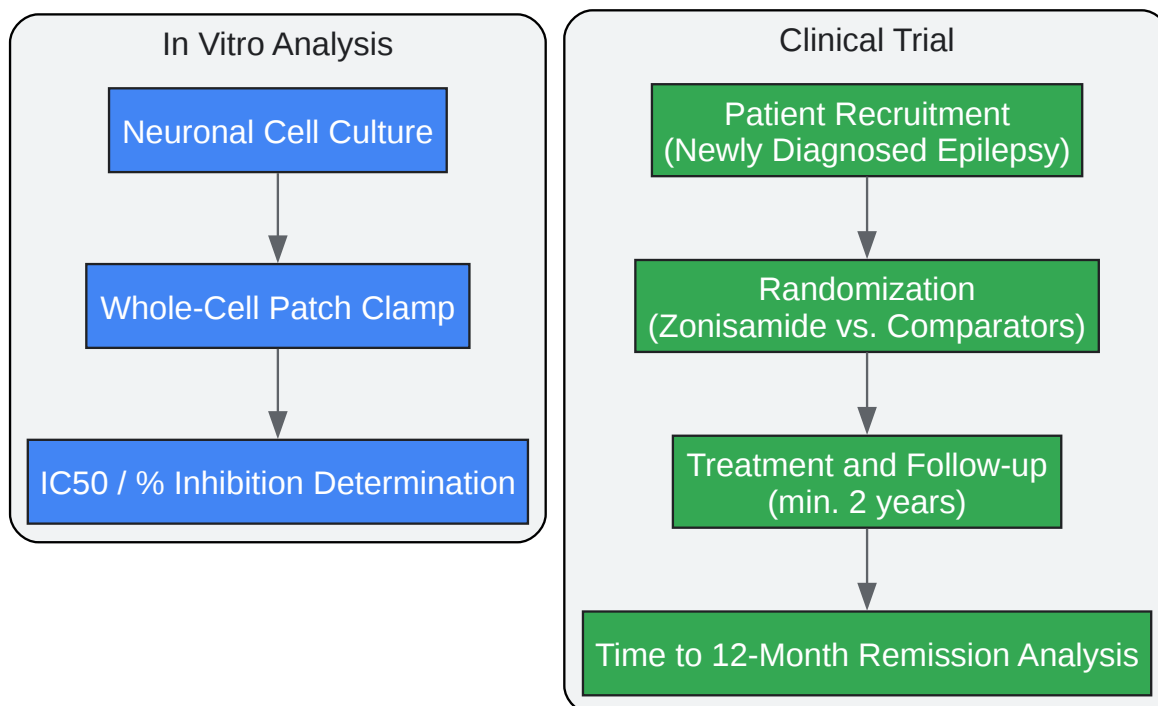 In Vitro Analysis
Neuronal Cell Culture
Whole-Cell Patch Clamp
IC50 / % Inhibition Determination
Clinical Trial
Patient Recruitment
(Newly Diagnosed Epilepsy)
Randomization
(Zonisamide vs. Comparators)
Treatment and Follow-up
(min. 2 years)
Time to 12-Month Remission Analysis